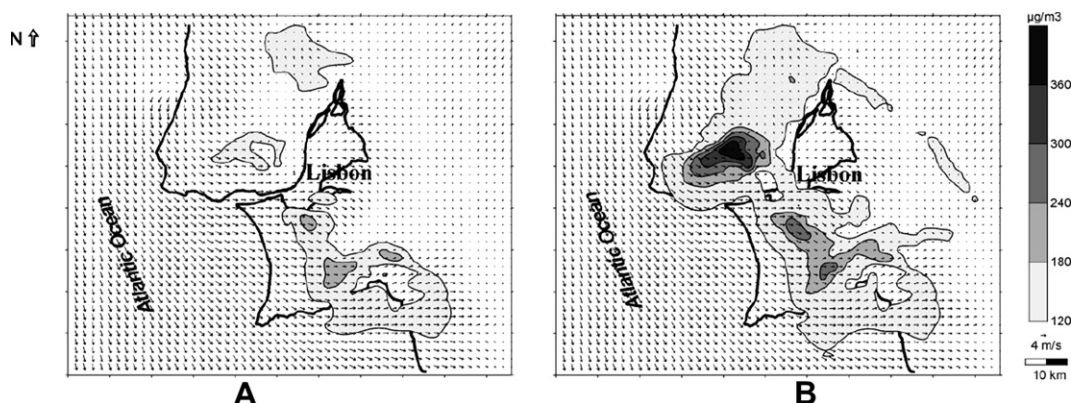 N ⇧
Lisbon
Atlantic Ocean
A
Lisbon
Atlantic Ocean
B
µg/m3
360
300
240
180
120
4 m/s
10 km